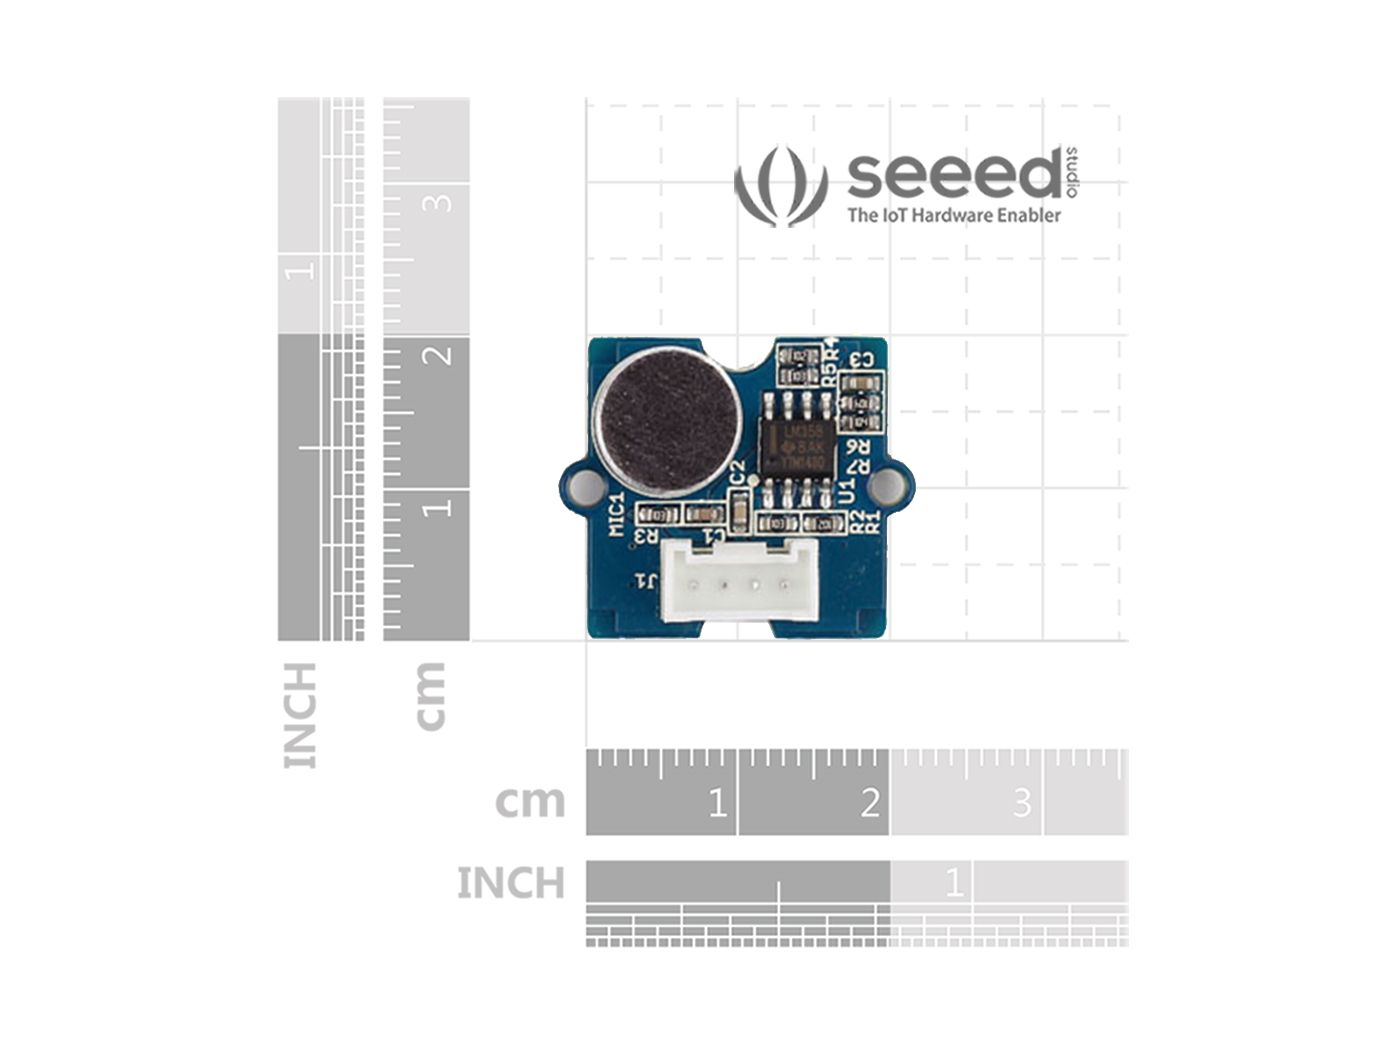 seeed
studio
The IoT Hardware Enabler
3
1
2
1
INCH
cm
R5R4
C3
LM358
8AK
R6
R7
C2
U1
MIC1
R3
C1
R2
R1
J1
cm
1
2
3
INCH
1